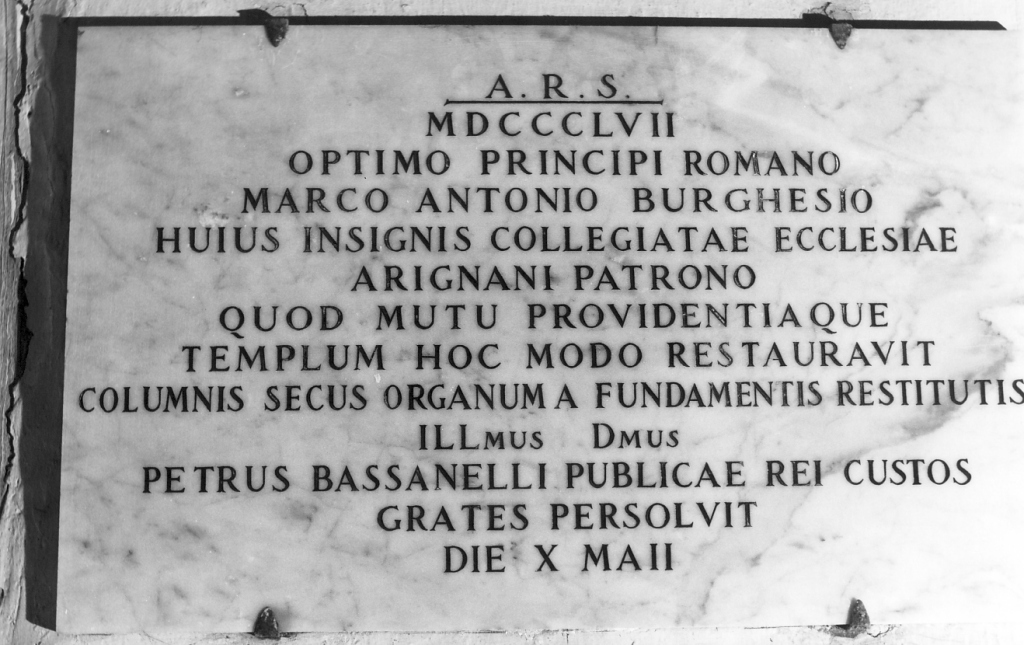 A. R. S.
MDCCCLVII
OPTIMO PRINCIPI ROMANO
MARCO ANTONIO BURGHESIO
HUIUS INSIGNIS COLLEGIATAE ECCLESIAE
ARIGNANI PATRONO
QUOD MUTU PROVIDENTIAQUE
TEMPLUM HOC MODO RESTAURAVIT
COLUMNIS SECUS ORGANUM A FUNDAMENTIS RESTITUTIS
ILLMUS DMUS
PETRUS BASSANELLI PUBLICAE REI CUSTOS
GRATES PERSOLVIT
DIE X MAII